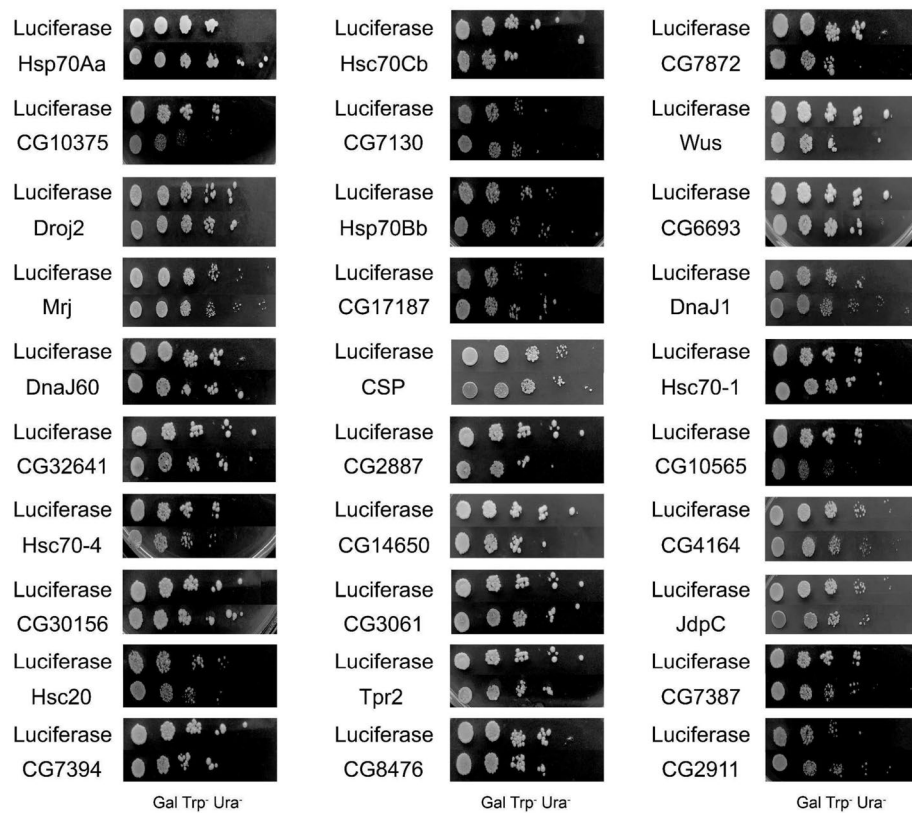 Luciferase
Hsp70Aa
Luciferase
CG10375
Luciferase
Droj2
Luciferase
Mrj
Luciferase
DnaJ60
Luciferase
CG32641
Luciferase
Hsc70-4
Luciferase
CG30156
Luciferase
Hsc20
Luciferase
CG7394
Gal Trp⁻ Ura⁻
Luciferase
Hsc70Cb
Luciferase
CG7130
Luciferase
Hsp70Bb
Luciferase
CG17187
Luciferase
CSP
Luciferase
CG2887
Luciferase
CG14650
Luciferase
CG3061
Luciferase
Tpr2
Luciferase
CG8476
Gal Trp⁻ Ura⁻
Luciferase
CG7872
Luciferase
Wus
Luciferase
CG6693
Luciferase
DnaJ1
Luciferase
Hsc70-1
Luciferase
CG10565
Luciferase
CG4164
Luciferase
JdpC
Luciferase
CG7387
Luciferase
CG2911
Gal Trp⁻ Ura⁻